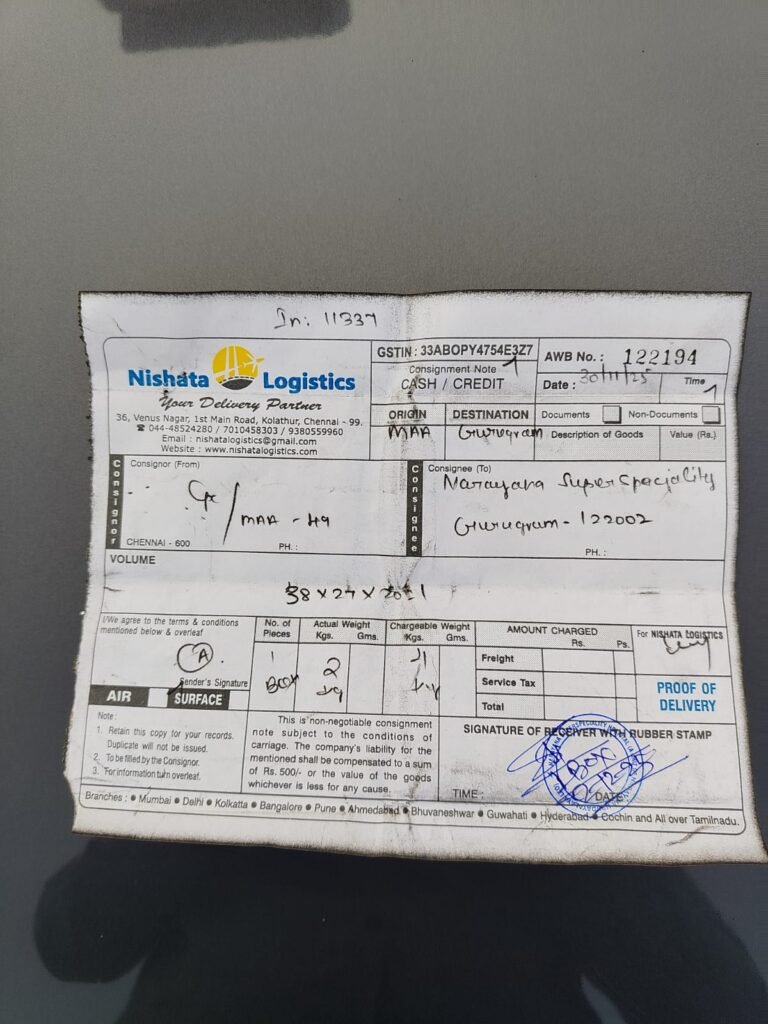 In: 11337
Nishata Logistics
Your Delivery Partner
36, Venus Nagar, 1st Main Road, Kolathur, Chennai - 99.
☎ 044-48524280 / 7010458303 / 9380559960
Email : nishatalogistics@gmail.com
Website : www.nishatalogistics.com
GSTIN : 33ABOPY4754E3Z7
Consignment Note
CASH / CREDIT
AWB No. : 122194
Date : 30/11/25 Time
ORIGIN DESTINATION Documents Non-Documents
MAA Gurugram Description of Goods Value (Rs.)
Consignor
Consignor (From)
MAA - 49
CHENNAI - 600 PH. :
Consignee
Consignee (To)
Narayana Superspeciality
Gurugram - 122002
PH. :
VOLUME
38 x 27 x 20 - 1
I/We agree to the terms & conditions
mentioned below & overleaf
A
Sender's Signature
AIR SURFACE
No. of Pieces
1
Box
Actual Weight
Kgs. Gms.
2
kg
Chargeable Weight
Kgs. Gms.
kg
AMOUNT CHARGED
Rs. Ps.
Freight
Service Tax
Total
For NISHATA LOGISTICS
PROOF OF
DELIVERY
Note :
1. Retain this copy for your records.
Duplicate will not be issued.
2. To be filled by the Consignor.
3. For information turn overleaf.
This is non-negotiable consignment
note subject to the conditions of
carriage. The company's liability for the
mentioned shall be compensated to a sum
of Rs. 500/- or the value of the goods
whichever is less for any cause.
SIGNATURE OF RECEIVER WITH RUBBER STAMP
BOX
TIME : DATE
Branches : ● Mumbai ● Delhi ● Kolkatta ● Bangalore ● Pune ● Ahmedabad ● Bhuvaneshwar ● Guwahati ● Hyderabad ● Cochin and All over Tamilnadu.